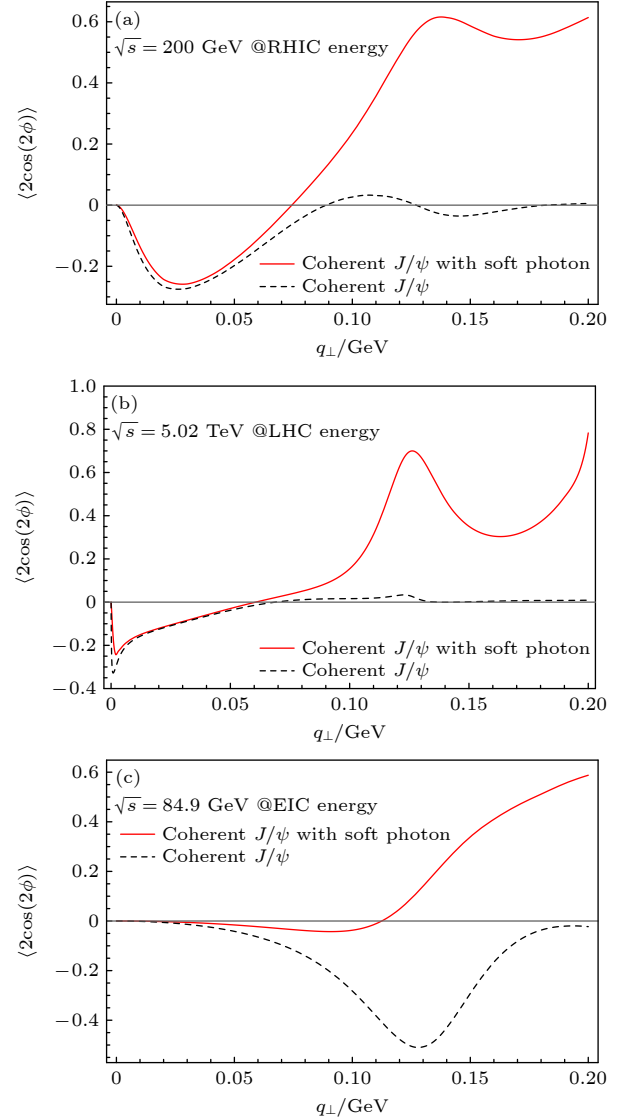 (a)
√s = 200 GeV @RHIC energy
⟨2cos(2ϕ)⟩
0.6
0.4
0.2
0
−0.2
Coherent J/ψ with soft photon
Coherent J/ψ
0
0.05
0.10
0.15
0.20
q⊥/GeV
(b)
√s = 5.02 TeV @LHC energy
⟨2cos(2ϕ)⟩
1.0
0.8
0.6
0.4
0.2
0
−0.2
−0.4
Coherent J/ψ with soft photon
Coherent J/ψ
0
0.05
0.10
0.15
0.20
q⊥/GeV
(c)
√s = 84.9 GeV @EIC energy
Coherent J/ψ with soft photon
Coherent J/ψ
⟨2cos(2ϕ)⟩
0.6
0.4
0.2
0
−0.2
−0.4
0
0.05
0.10
0.15
0.20
q⊥/GeV